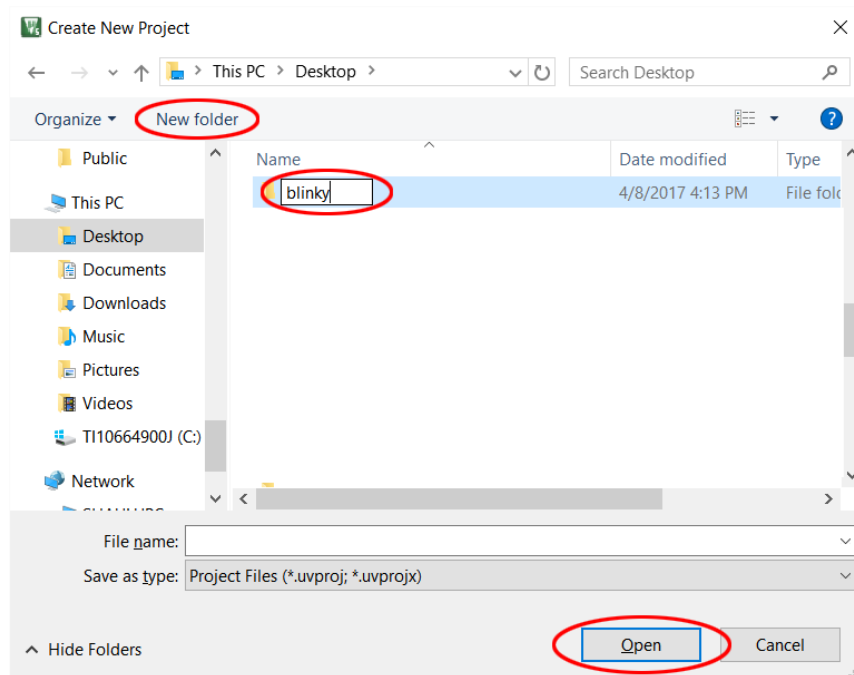 Create New Project
This PC > Desktop >
Search Desktop
Organize
New folder
?
Name
Date modified
Type
blinky
4/8/2017 4:13 PM
File fold
Public
This PC
Desktop
Documents
Downloads
Music
Pictures
Videos
TI10664900J (C:)
Network
File name:
Save as type: Project Files (*.uvproj; *.uvprojx)
Hide Folders
Open
Cancel